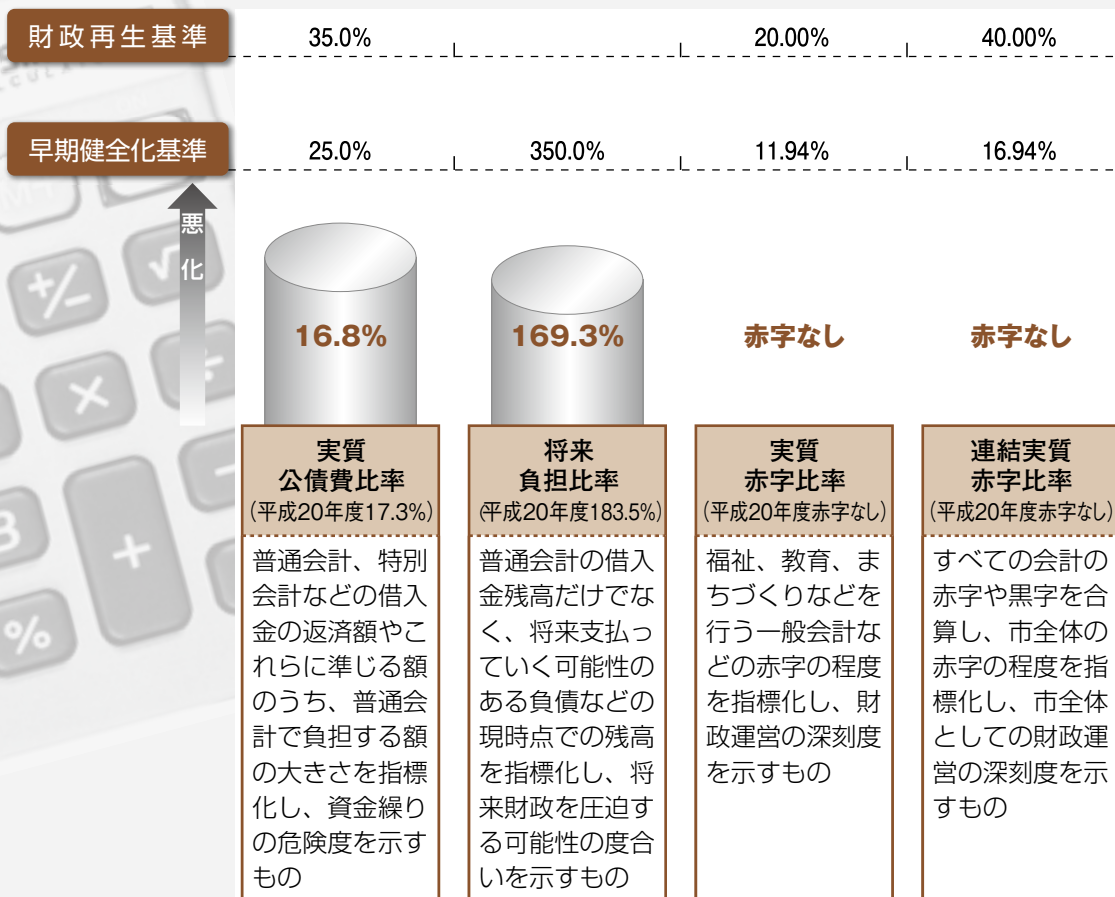 財政再生基準
35.0%
20.00%
40.00%
早期健全化基準
25.0%
350.0%
11.94%
16.94%
悪化
16.8%
169.3%
赤字なし
赤字なし
実質
公債費比率
(平成20年度17.3%)
普通会計、特別
会計などの借入
金の返済額やこ
れらに準じる額
のうち、普通会
計で負担する額
の大きさを指標
化し、資金繰り
の危険度を示す
もの
将来
負担比率
(平成20年度183.5%)
普通会計の借入
金残高だけでな
く、将来支払っ
ていく可能性の
ある負債などの
現時点での残高
を指標化し、将
来財政を圧迫す
る可能性の度合
いを示すもの
実質
赤字比率
(平成20年度赤字なし)
福祉、教育、ま
ちづくりなどを
行う一般会計な
どの赤字の程度
を指標化し、財
政運営の深刻度
を示すもの
連結実質
赤字比率
(平成20年度赤字なし)
すべての会計の
赤字や黒字を合
算し、市全体の
赤字の程度を指
標化し、市全体
としての財政運
営の深刻度を示
すもの
+/-
√
×
÷
+
-
%